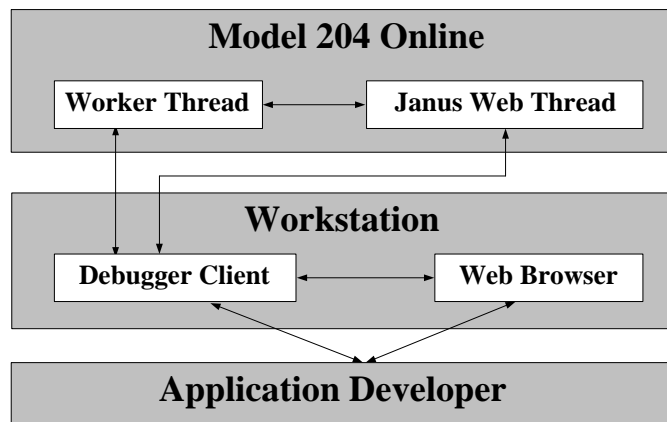 Model 204 Online
Worker Thread
Janus Web Thread
Workstation
Debugger Client
Web Browser
Application Developer